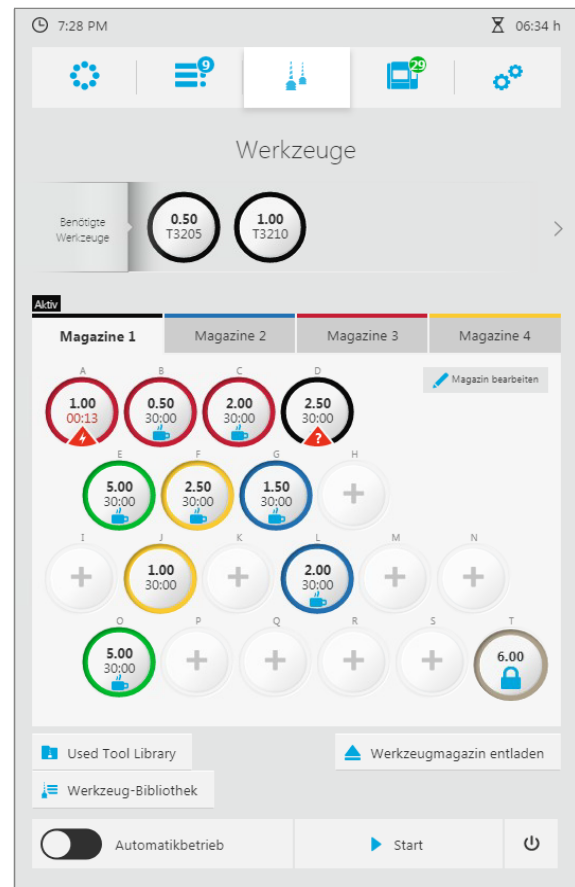 7:28 PM
06:34 h
9
29
Werkzeuge
Benötigte
Werkzeuge
0.50
T3205
1.00
T3210
Aktiv
Magazine 1
Magazine 2
Magazine 3
Magazine 4
Magazin bearbeiten
A
B
C
D
1.00
00:13
0.50
30:00
2.00
30:00
2.50
30:00
?
E
F
G
H
5.00
30:00
2.50
30:00
1.50
30:00
I
J
K
L
M
N
1.00
30:00
2.00
30:00
O
P
Q
R
S
T
5.00
30:00
6.00
Used Tool Library
Werkzeugmagazin entladen
Werkzeug-Bibliothek
Automatikbetrieb
Start